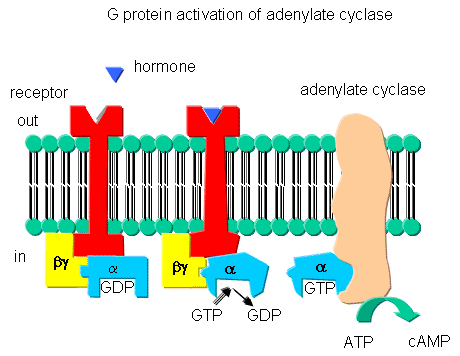 G protein activation of adenylate cyclase
hormone
receptor
adenylate cyclase
out
in
βγ
α
GDP
βγ
α
GTP
GDP
α
GTP
ATP
cAMP